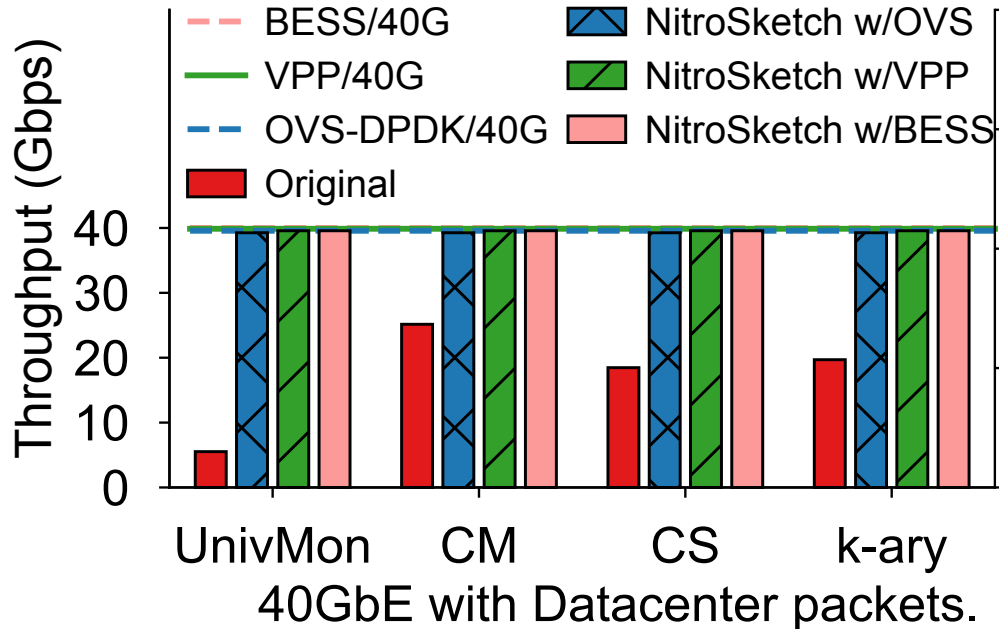 BESS/40G
VPP/40G
OVS-DPDK/40G
Original
NitroSketch w/OVS
NitroSketch w/VPP
NitroSketch w/BESS
Throughput (Gbps)
40
30
20
10
0
UnivMon CM CS k-ary
40GbE with Datacenter packets.